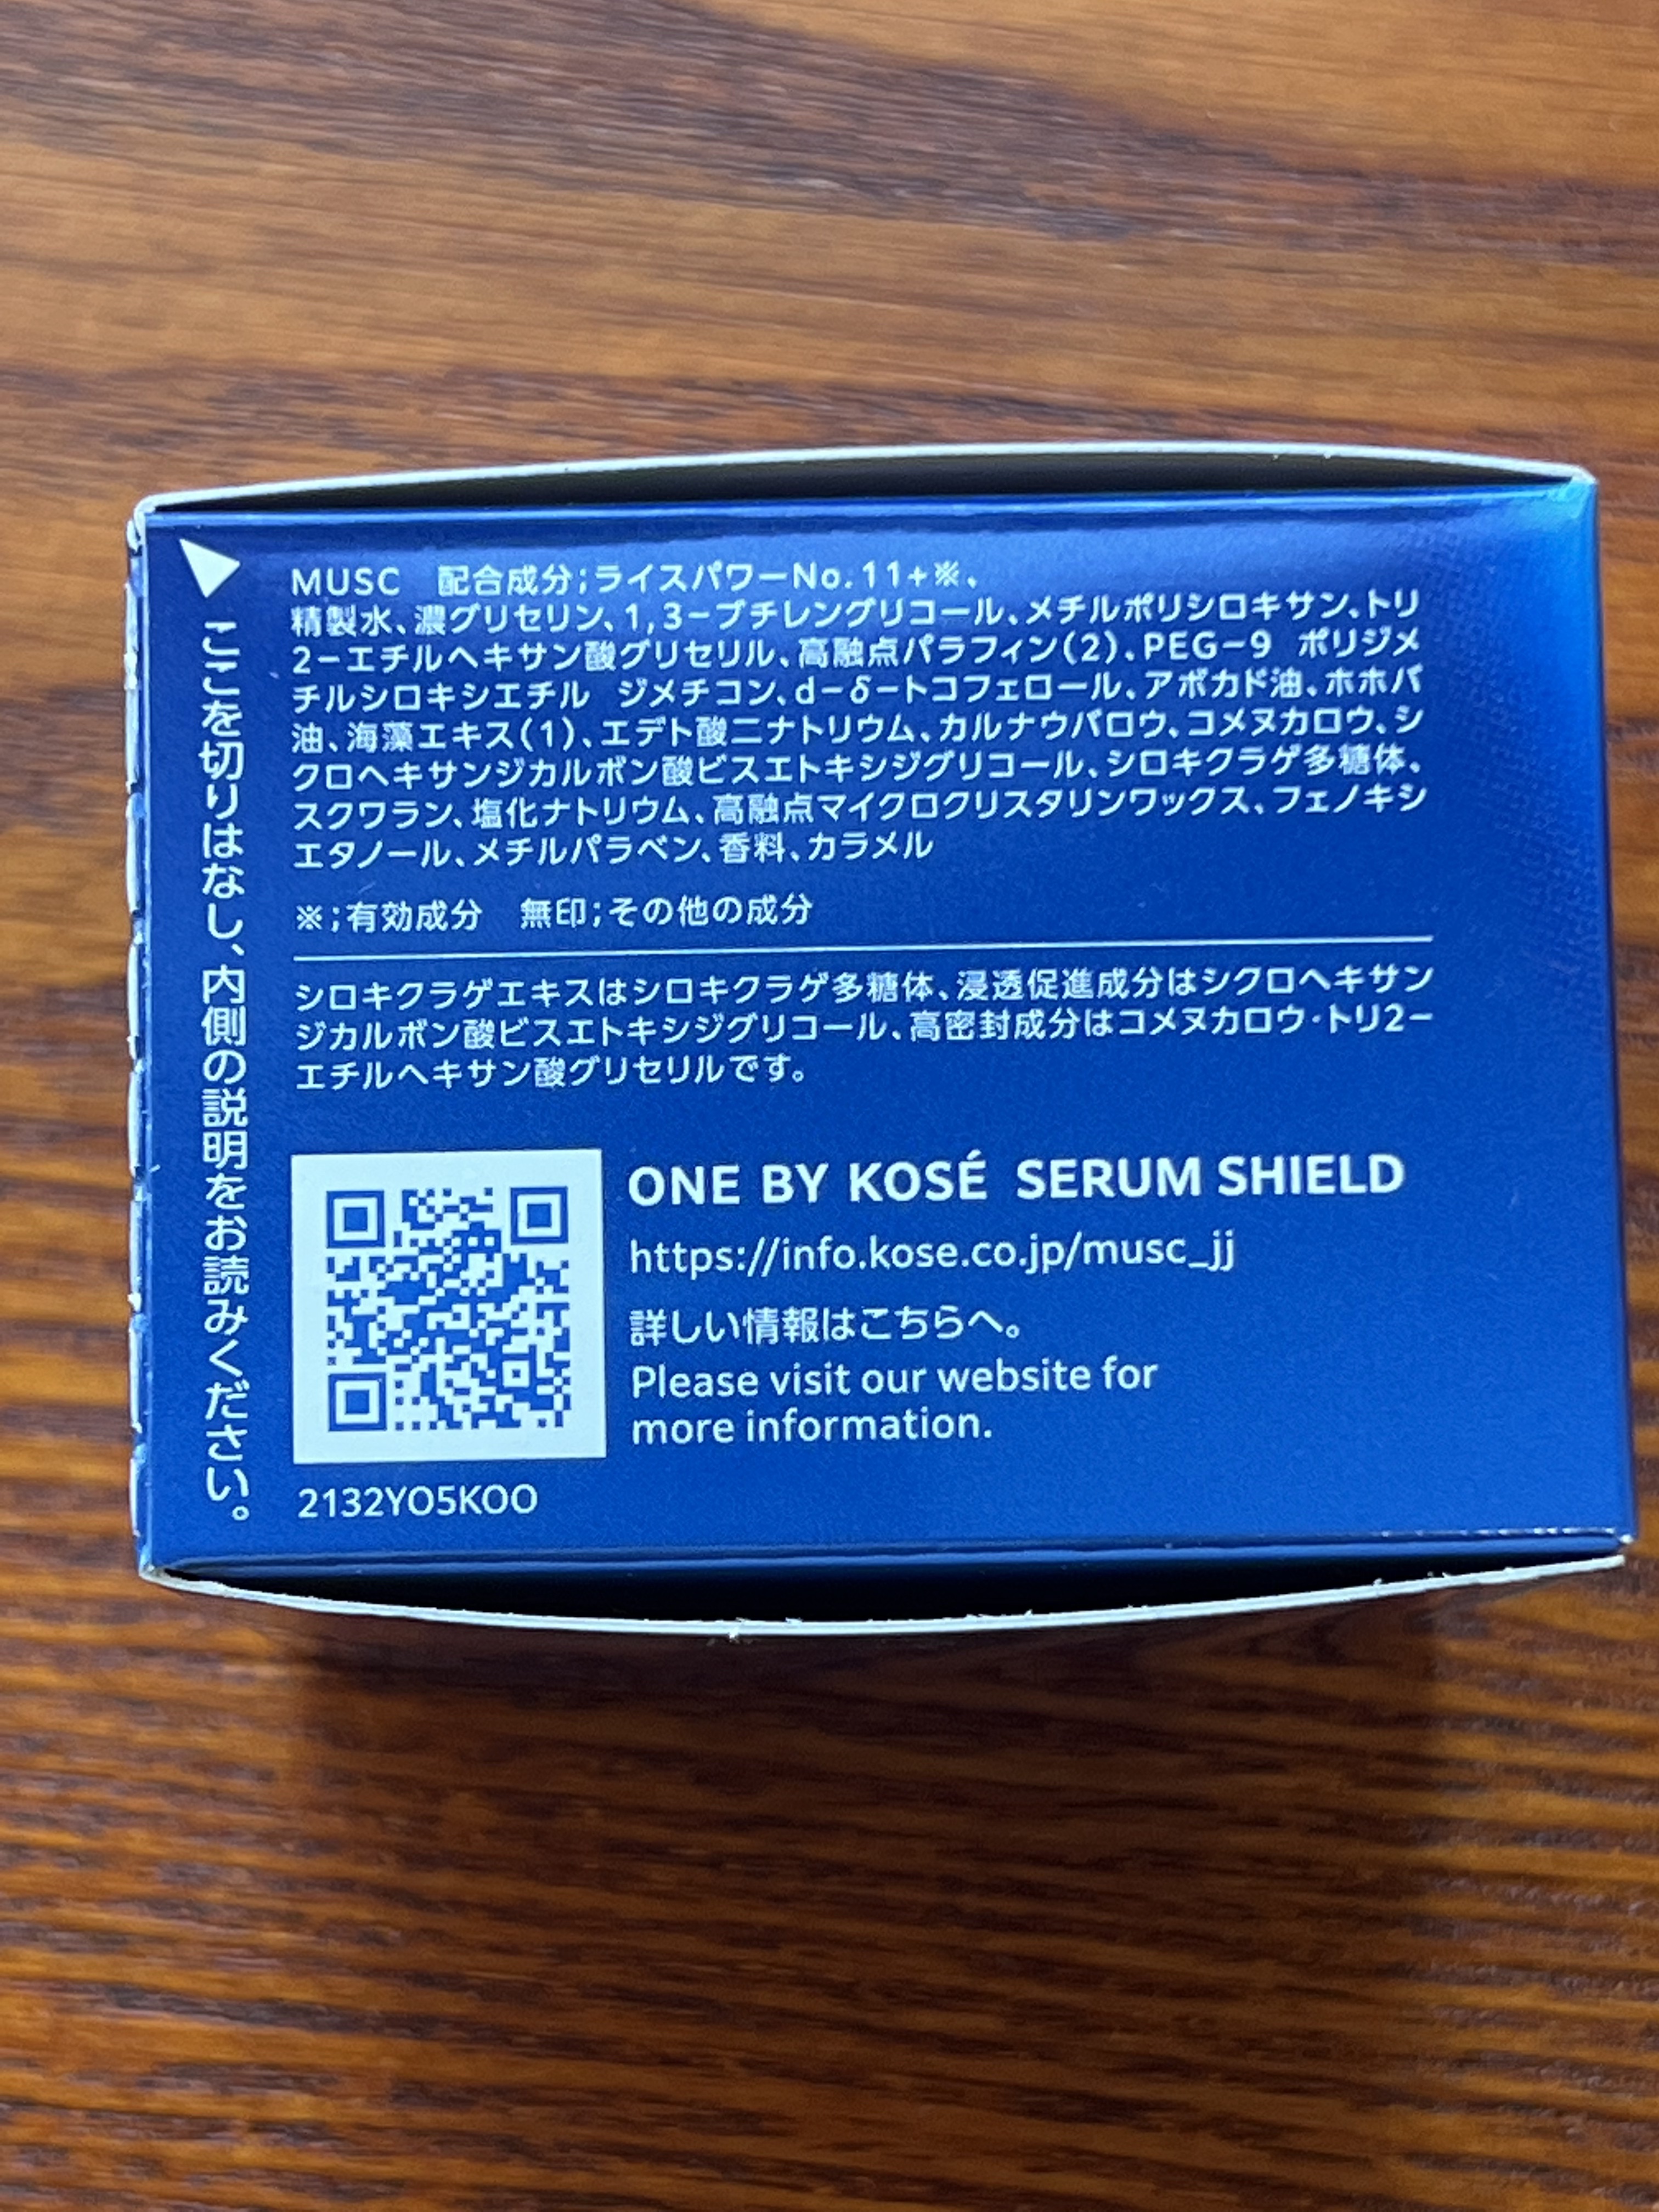 MUSC　配合成分;ライスパワーNo.11+※、
精製水、濃グリセリン、1,3−ブチレングリコール、メチルポリシロキサン、トリ
2−エチルヘキサン酸グリセリル、高融点パラフィン(2)、PEG−9　ポリジメ
チルシロキシエチル　ジメチコン、d−δ−トコフェロール、アボカド油、ホホバ
油、海藻エキス(1)、エデト酸二ナトリウム、カルナウバロウ、コメヌカロウ、シ
クロヘキサンジカルボン酸ビスエトキシジグリコール、シロキクラゲ多糖体、
スクワラン、塩化ナトリウム、高融点マイクロクリスタリンワックス、フェノキシ
エタノール、メチルパラベン、香料、カラメル
※;有効成分　無印;その他の成分
シロキクラゲエキスはシロキクラゲ多糖体、浸透促進成分はシクロヘキサン
ジカルボン酸ビスエトキシジグリコール、高密封成分はコメヌカロウ・トリ2−
エチルヘキサン酸グリセリルです。
ONE BY KOSÉ SERUM SHIELD
https://info.kose.co.jp/musc_jj
詳しい情報はこちらへ。
Please visit our website for
more information.
2132YO5KOO
ここを切りはなし、内側の説明をお読みください。